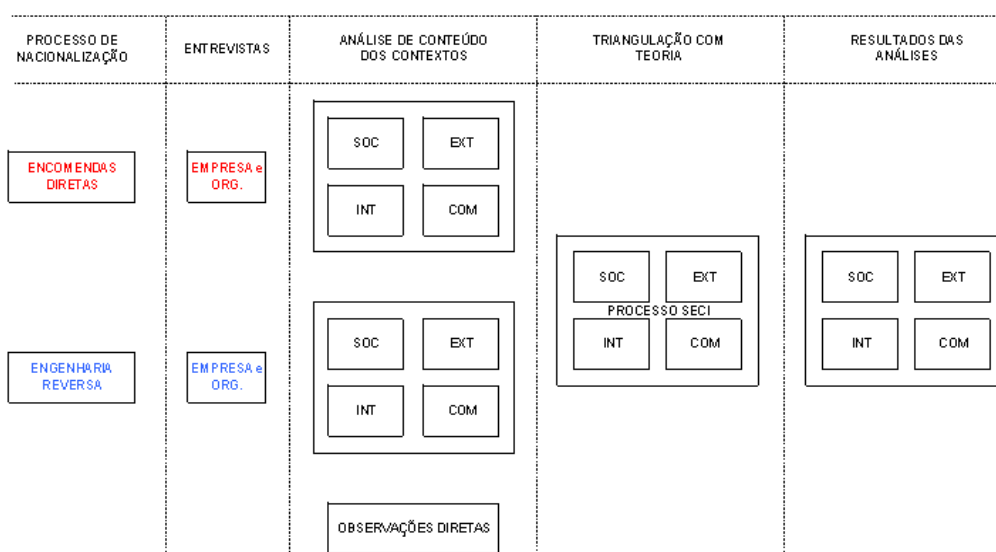 PROCESSO DE
NACIONALIZAÇÃO
ENTREVISTAS
ANÁLISE DE CONTEÚDO
DOS CONTEXTOS
TRIANGULAÇÃO COM
TEORIA
RESULTADOS DAS
ANÁLISES
ENCOMENDAS
DIRETAS
EMPRESA e
ORG.
SOC
EXT
INT
COM
ENGENHARIA
REVERSA
EMPRESA e
ORG.
SOC
EXT
INT
COM
OBSERVAÇÕES DIRETAS
SOC
EXT
PROCESSO SECI
INT
COM
SOC
EXT
INT
COM